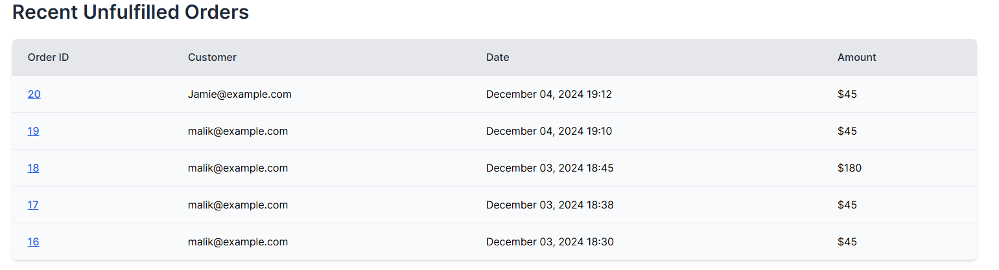 Recent Unfulfilled Orders
Order ID Customer Date Amount
20 Jamie@example.com December 04, 2024 19:12 $45
19 malik@example.com December 04, 2024 19:10 $45
18 malik@example.com December 03, 2024 18:45 $180
17 malik@example.com December 03, 2024 18:38 $45
16 malik@example.com December 03, 2024 18:30 $45